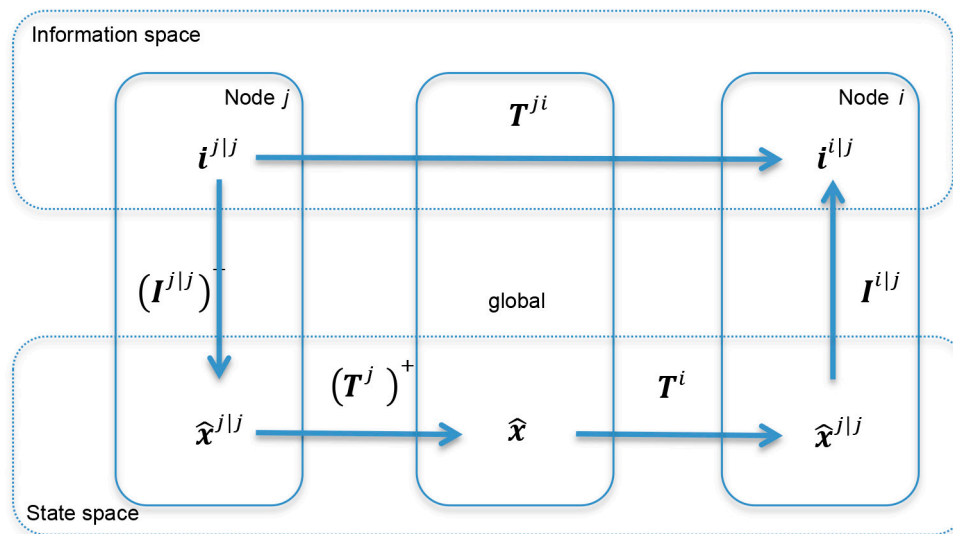 Information space
Node j
Node i
T^{ji}
i^{j|j}
i^{i|j}
(I^{j|j})^+
global
I^{i|j}
(T^j)^+
T^i
x̂^{j|j}
x̂
x̂^{j|j}
State space